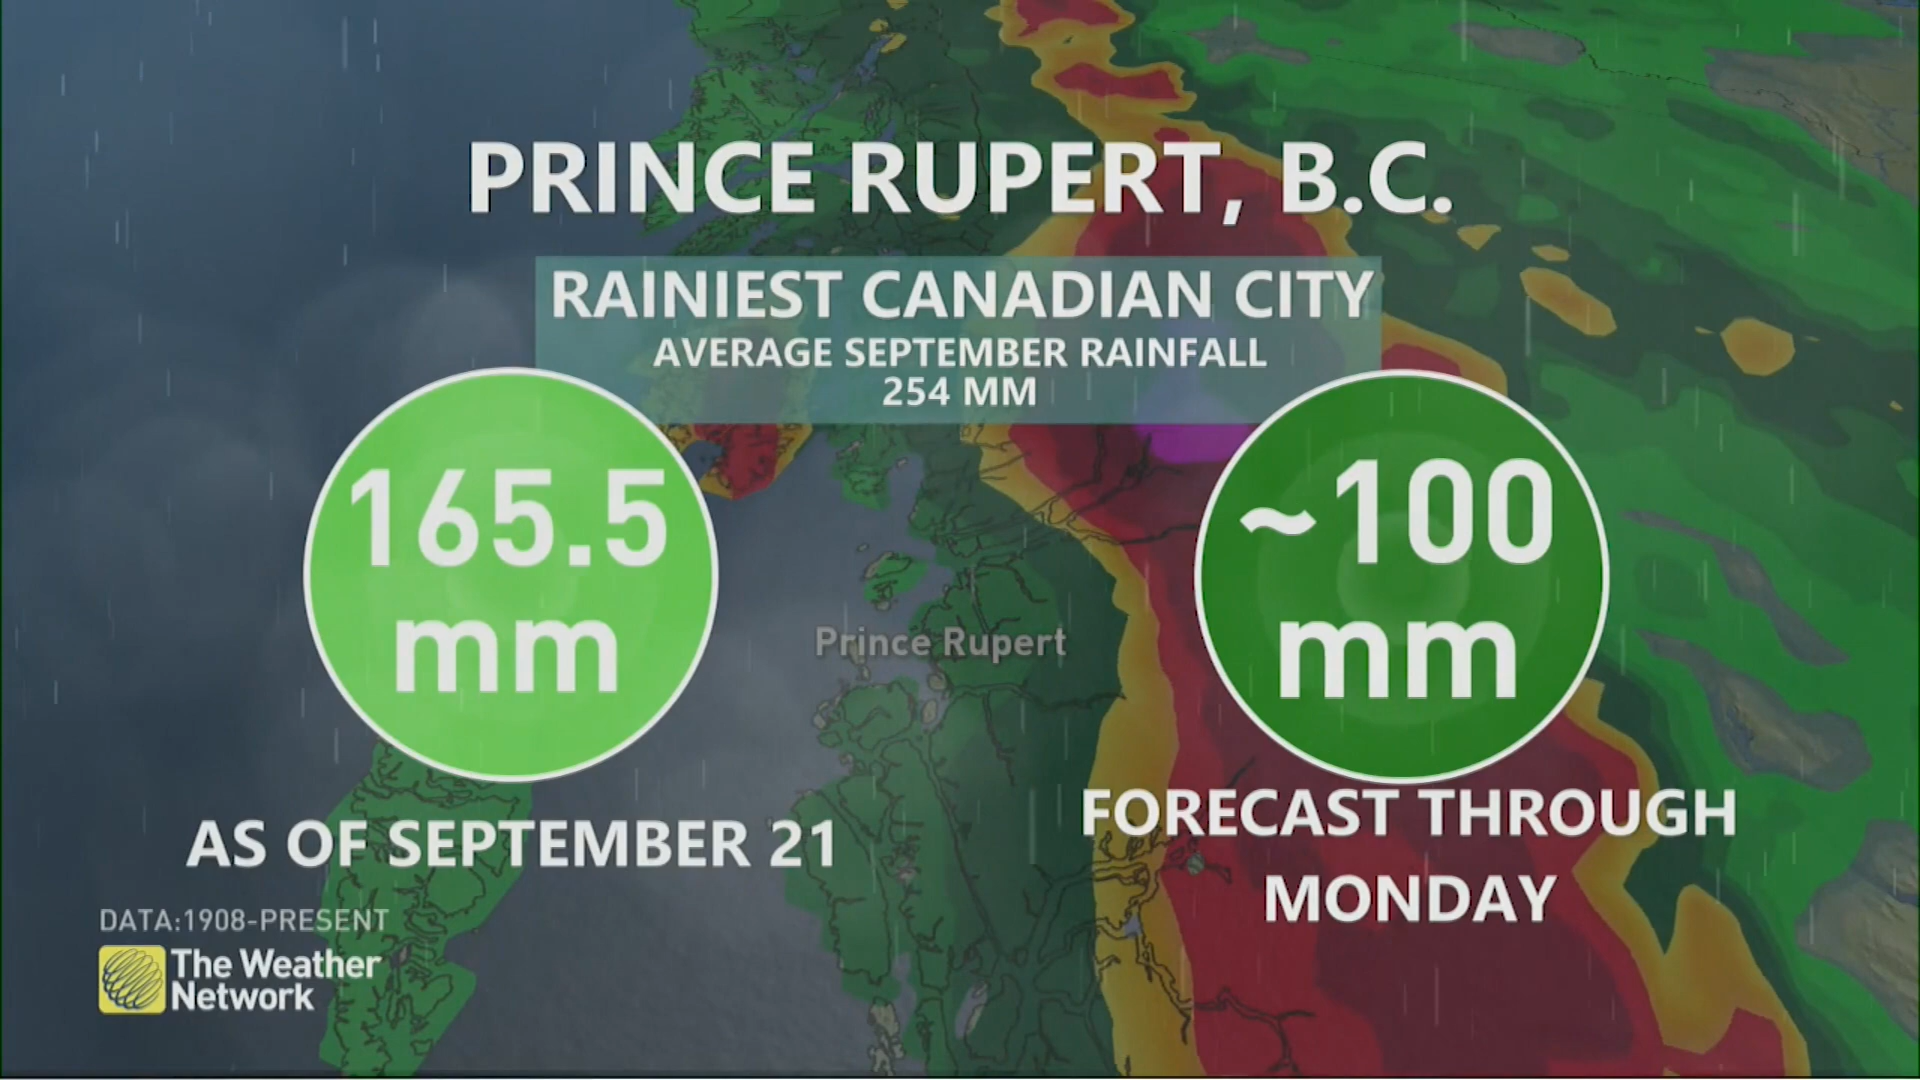 PRINCE RUPERT, B.C.
RAINIEST CANADIAN CITY
AVERAGE SEPTEMBER RAINFALL
254 MM
165.5
mm
AS OF SEPTEMBER 21
~100
mm
FORECAST THROUGH
MONDAY
Prince Rupert
DATA:1908-PRESENT
The Weather
Network